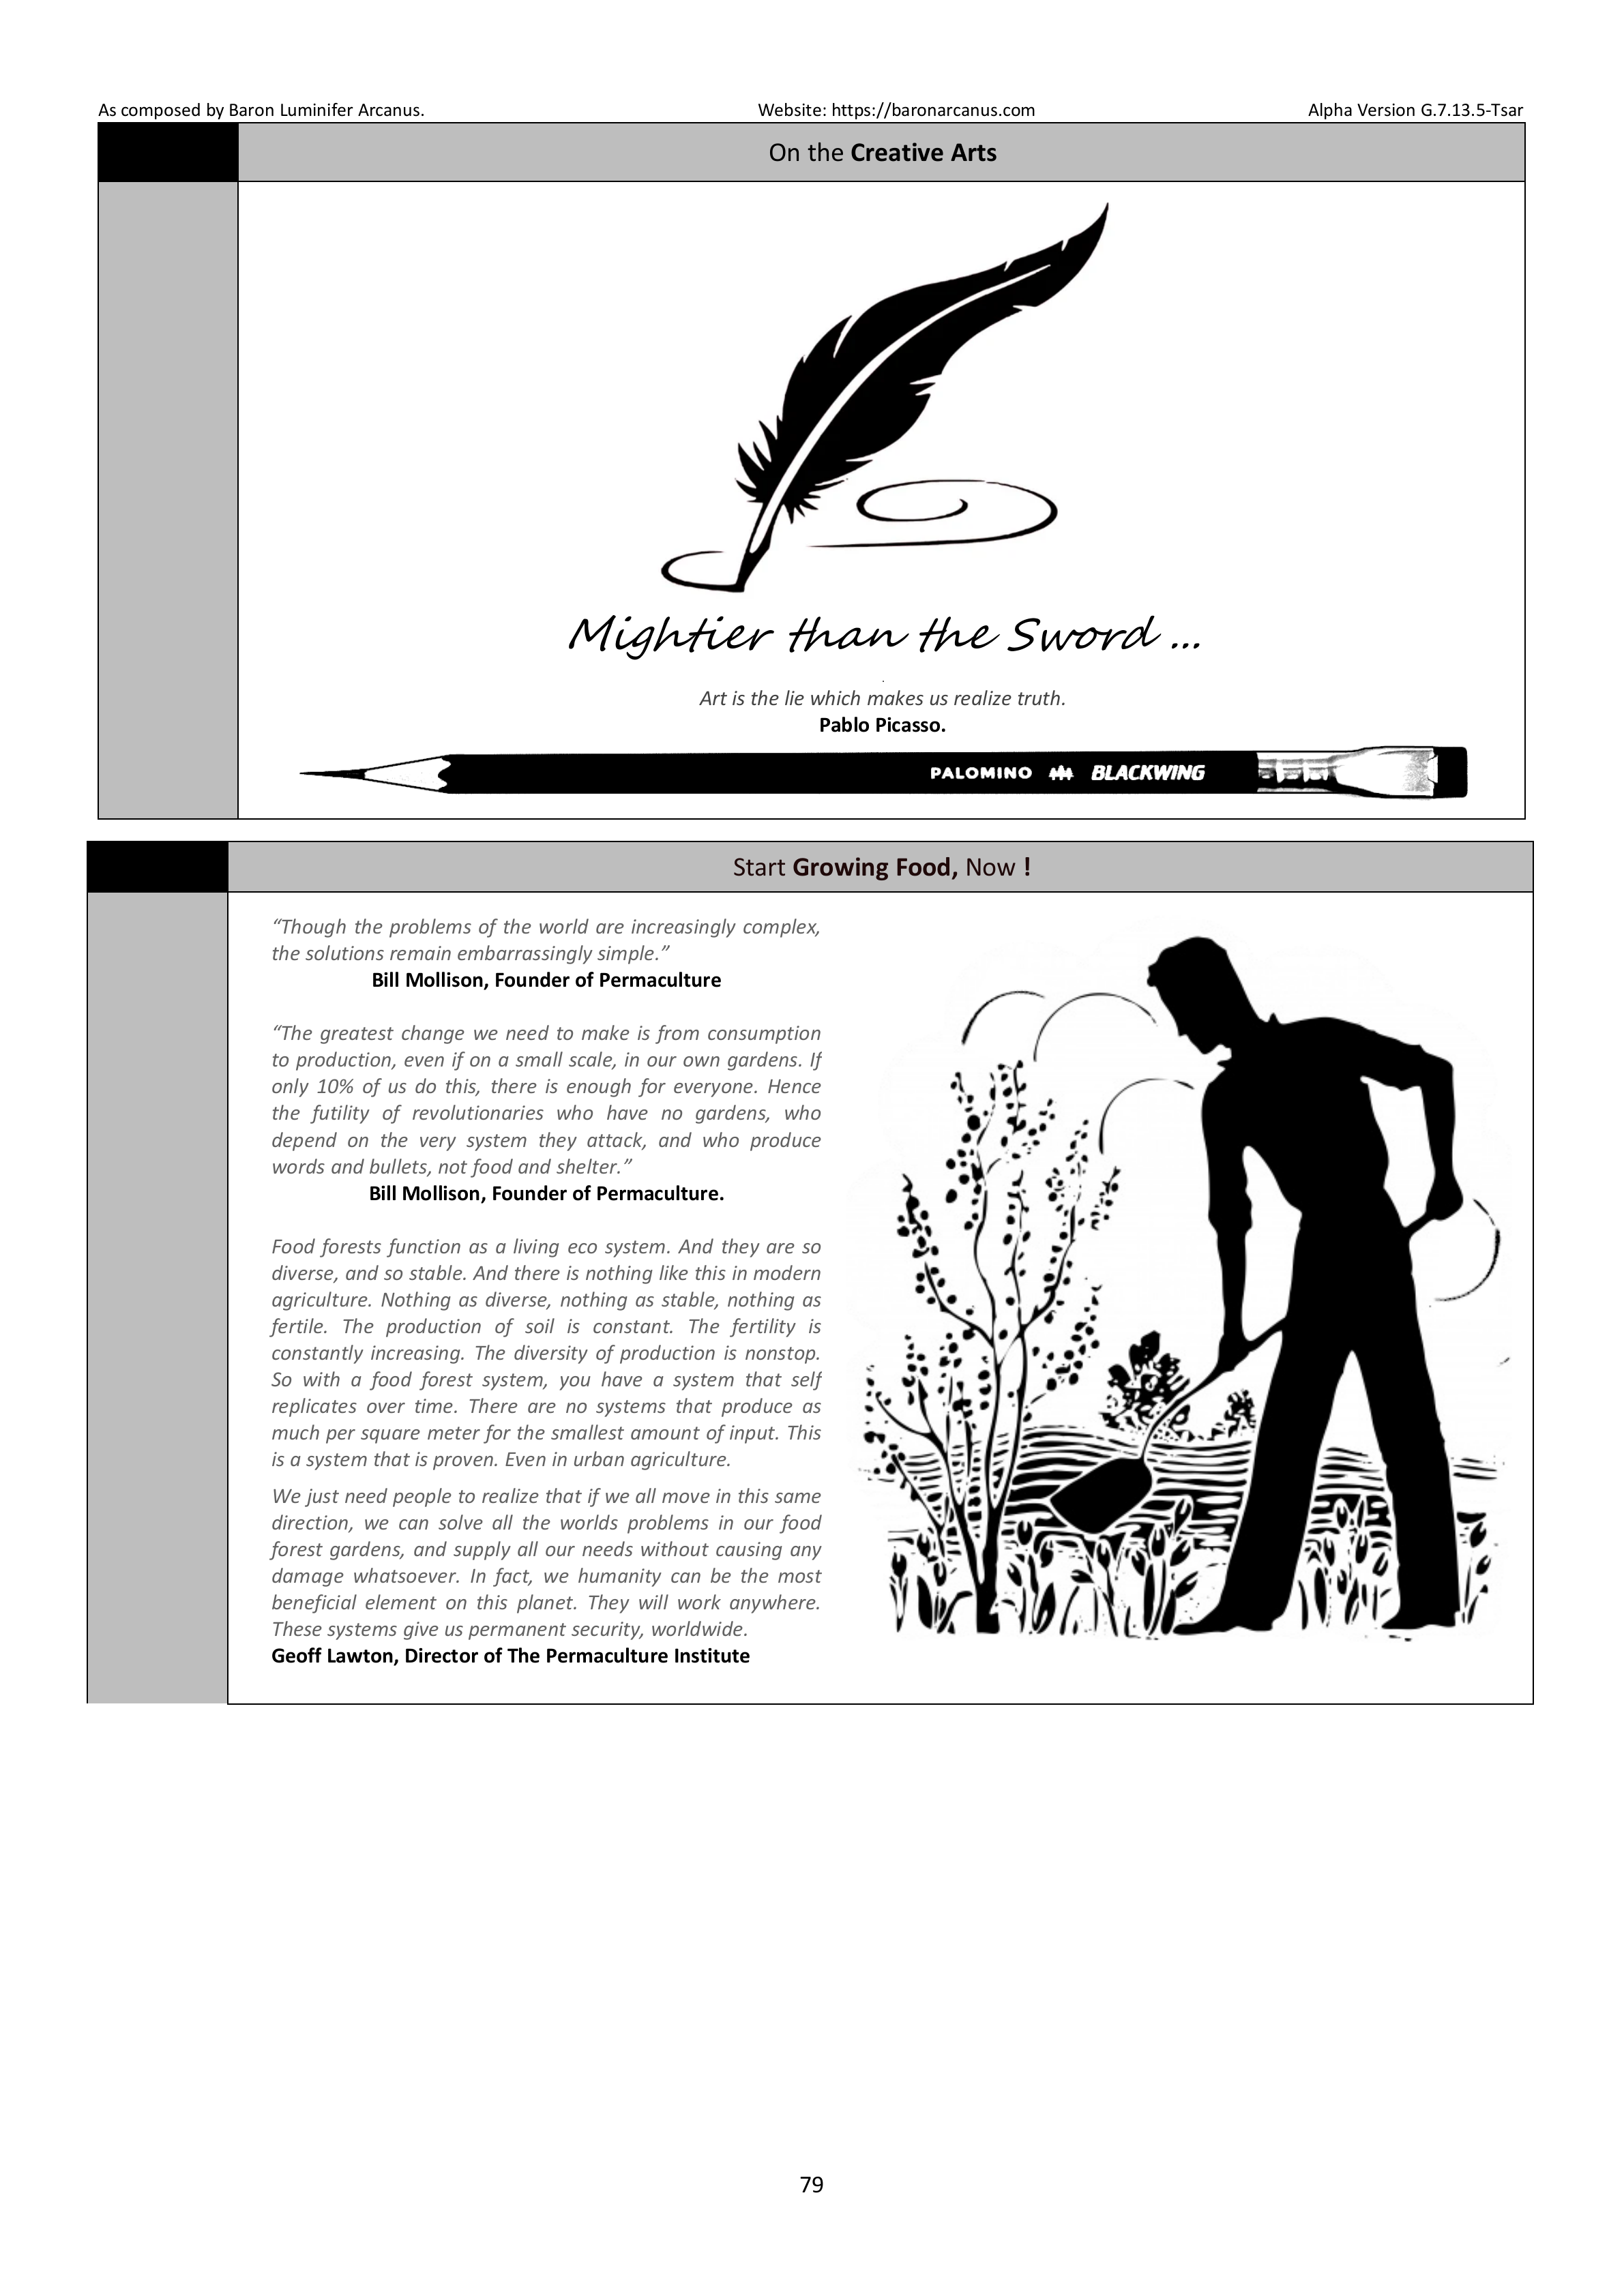 As composed by Baron Luminifer Arcanus. Website: https://baronarcanus.com Alpha Version G.7.13.5-Tsar
On the Creative Arts
Mightier than the Sword ...
.
Art is the lie which makes us realize truth.
Pablo Picasso.
PALOMINO BLACKWING
Start Growing Food, Now !
“Though the problems of the world are increasingly complex,
the solutions remain embarrassingly simple.”
Bill Mollison, Founder of Permaculture
“The greatest change we need to make is from consumption
to production, even if on a small scale, in our own gardens. If
only 10% of us do this, there is enough for everyone. Hence
the futility of revolutionaries who have no gardens, who
depend on the very system they attack, and who produce
words and bullets, not food and shelter.”
Bill Mollison, Founder of Permaculture.
Food forests function as a living eco system. And they are so
diverse, and so stable. And there is nothing like this in modern
agriculture. Nothing as diverse, nothing as stable, nothing as
fertile. The production of soil is constant. The fertility is
constantly increasing. The diversity of production is nonstop.
So with a food forest system, you have a system that self
replicates over time. There are no systems that produce as
much per square meter for the smallest amount of input. This
is a system that is proven. Even in urban agriculture.
We just need people to realize that if we all move in this same
direction, we can solve all the worlds problems in our food
forest gardens, and supply all our needs without causing any
damage whatsoever. In fact, we humanity can be the most
beneficial element on this planet. They will work anywhere.
These systems give us permanent security, worldwide.
Geoff Lawton, Director of The Permaculture Institute
79